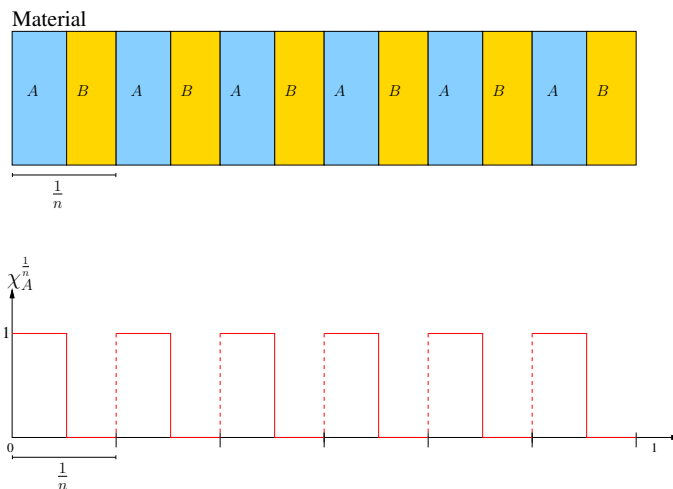 Material
A B A B A B A B A B A B
1/n
χ_A^{1/n}
1
0 1
1/n